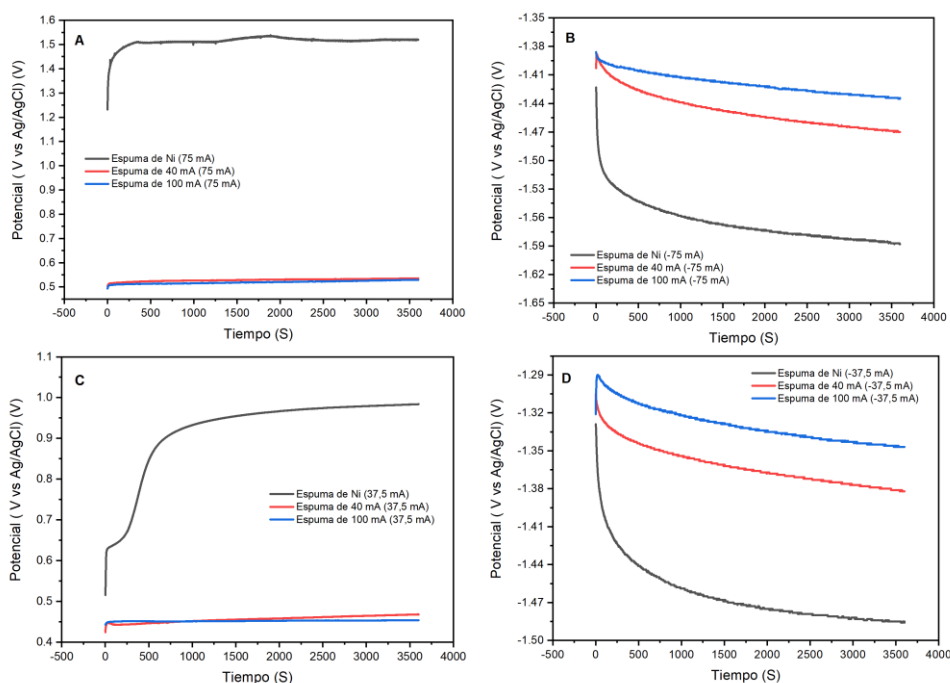 A
1.6
1.5
1.4
1.3
1.2
1.1
1.0
0.9
0.8
0.7
0.6
0.5
Potencial ( V vs Ag/AgCl) (V)
Espuma de Ni (75 mA)
Espuma de 40 mA (75 mA)
Espuma de 100 mA (75 mA)
-500 0 500 1000 1500 2000 2500 3000 3500 4000
Tiempo (S)
B
-1.35
-1.38
-1.41
-1.44
-1.47
-1.50
-1.53
-1.56
-1.59
-1.62
-1.65
Potencial ( V vs Ag/AgCl) (V)
Espuma de Ni (-75 mA)
Espuma de 40 mA (-75 mA)
Espuma de 100 mA (-75 mA)
-500 0 500 1000 1500 2000 2500 3000 3500 4000
Tiempo (S)
C
1.1
1.0
0.9
0.8
0.7
0.6
0.5
0.4
Potencial ( V vs Ag/AgCl) (V)
Espuma de Ni (37,5 mA)
Espuma de 40 mA (37,5 mA)
Espuma de 100 mA (37,5 mA)
-500 0 500 1000 1500 2000 2500 3000 3500 4000
Tiempo (S)
D
-1.29
-1.32
-1.35
-1.38
-1.41
-1.44
-1.47
-1.50
Potencial ( V vs Ag/AgCl) (V)
Espuma de Ni (-37,5 mA)
Espuma de 40 mA (-37,5 mA)
Espuma de 100 mA (-37,5 mA)
-500 0 500 1000 1500 2000 2500 3000 3500 4000
Tiempo (S)